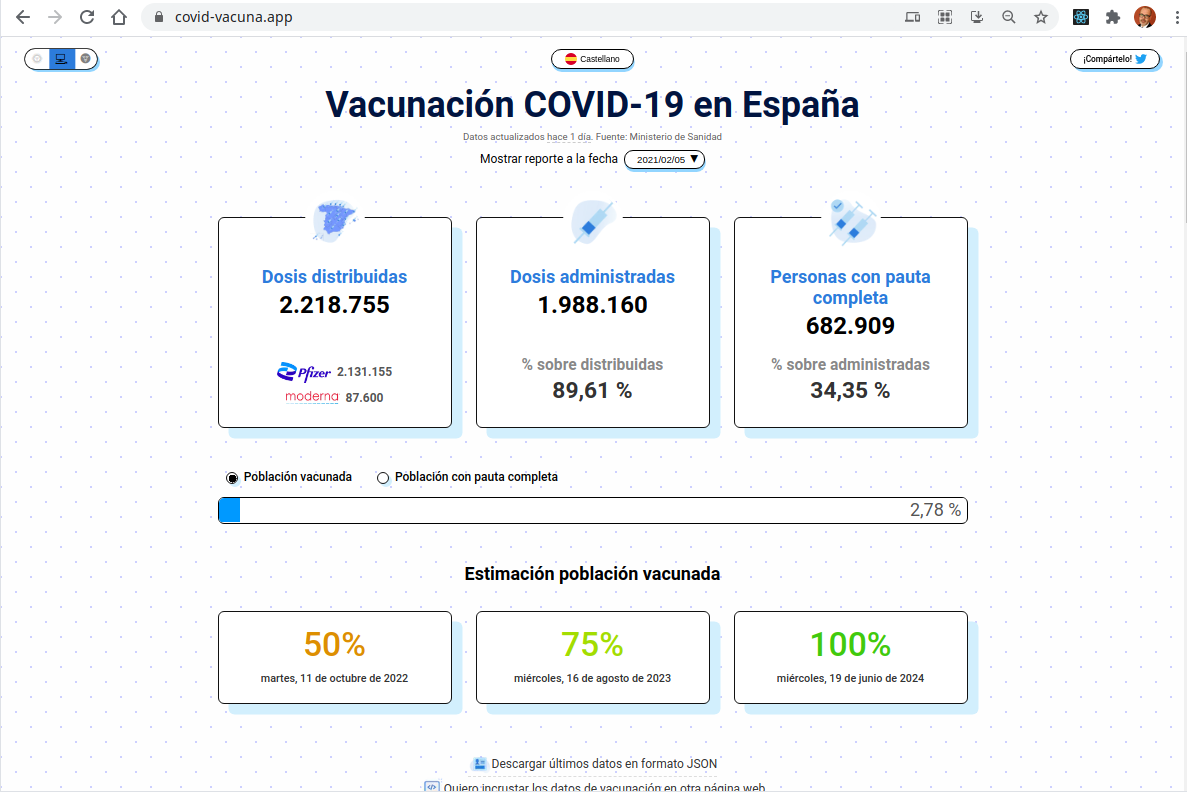 covid-vacuna.app
Castellano
¡Compártelo!
Vacunación COVID-19 en España
Datos actualizados hace 1 día. Fuente: Ministerio de Sanidad
Mostrar reporte a la fecha 2021/02/05 ▼
Dosis distribuidas
2.218.755
Pfizer 2.131.155
moderna 87.600
Dosis administradas
1.988.160
% sobre distribuidas
89,61 %
Personas con pauta
completa
682.909
% sobre administradas
34,35 %
Población vacunada Población con pauta completa
2,78 %
Estimación población vacunada
50%
martes, 11 de octubre de 2022
75%
miércoles, 16 de agosto de 2023
100%
miércoles, 19 de junio de 2024
Descargar últimos datos en formato JSON
Quiero incrustar los datos de vacunación en otra página web